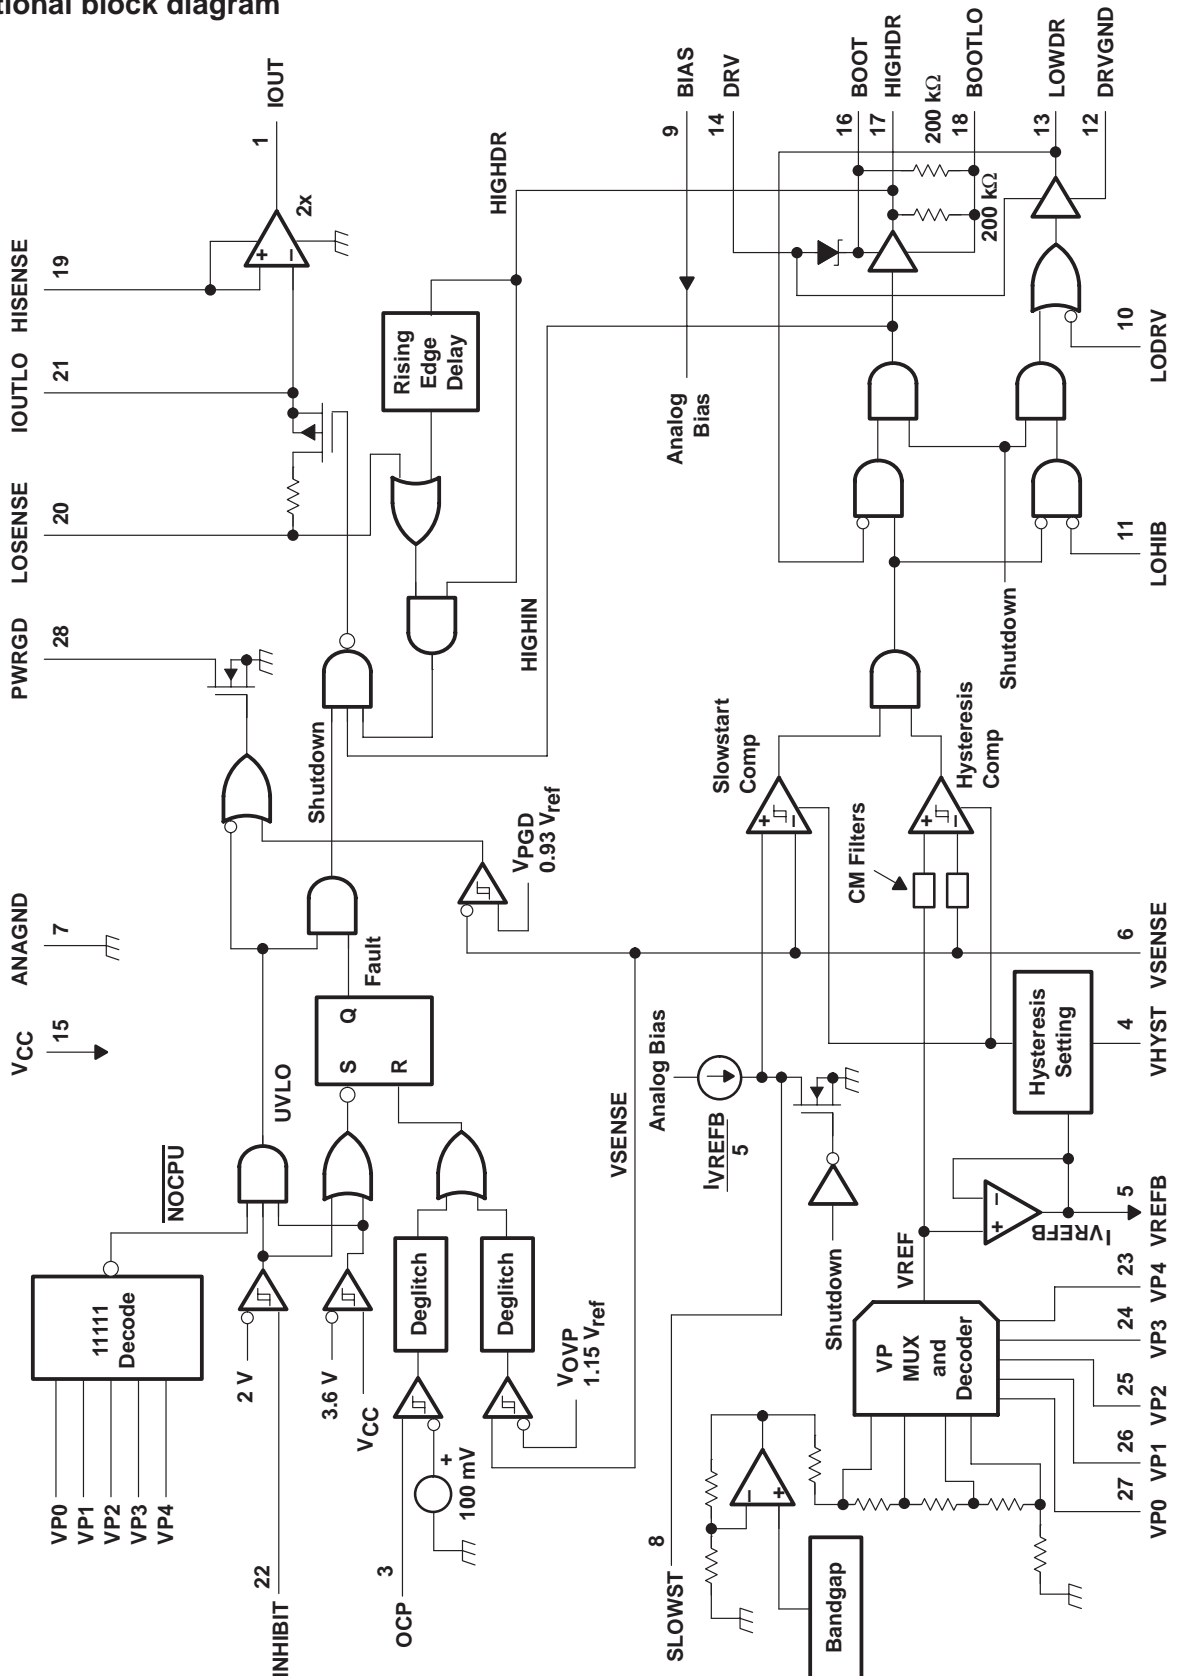 tional block diagram
VCC
15
ANAGND
7
PWRGD
28
LOSENSE
20
IOUTLO
21
HISENSE
19
1
IOUT
2x
+
−
VP0
VP1
VP2
VP3
VP4
11111
Decode
NOCPU
UVLO
22
INHIBIT
2 V
3.6 V
VCC
S
R
Q
Fault
Shutdown
HIGHIN
HIGHDR
Rising
Edge
Delay
3
OCP
+
100 mV
Deglitch
Deglitch
VOVP
1.15 Vref
VSENSE
VPGD
0.93 Vref
BIAS
9
Analog
Bias
DRV
14
BOOT
16
HIGHDR
17
200 kΩ
BOOTLO
18
200 kΩ
LOWDR
13
DRVGND
12
LODRV
10
LOHIB
11
Shutdown
8
SLOWST
Analog Bias
IVREFB
5
Shutdown
Slowstart
Comp
+
−
Hysteresis
Comp
+
−
CM Filters
VSENSE
6
VHYST
4
Hysteresis
Setting
VREF
−
+
IVREFB
VREFB
5
Bandgap
−
+
VP
MUX
and
Decoder
VP0
27
VP1
26
VP2
25
VP3
24
VP4
23